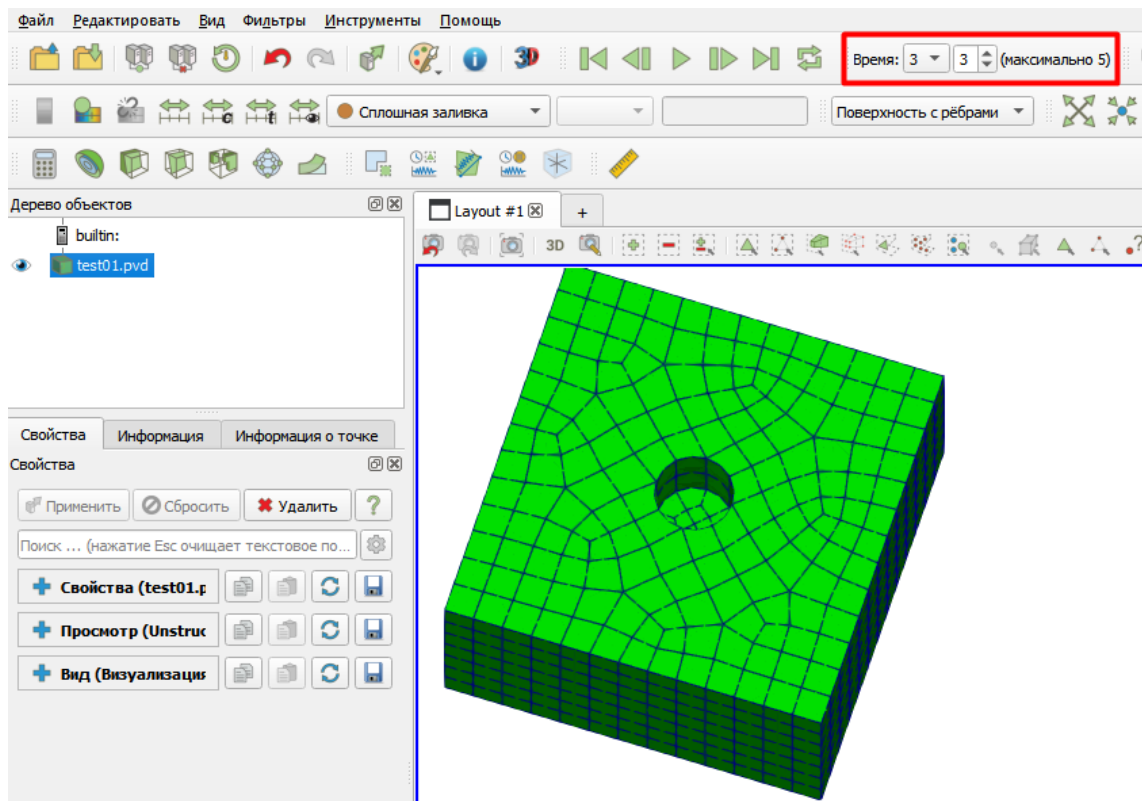 Файл Редактировать Вид Фильтры Инструменты Помощь
3D Время: 3 3 (максимально 5)
Сплошная заливка Поверхность с рёбрами
Дерево объектов
builtin:
test01.pvd
Layout #1 +
3D
Свойства Информация Информация о точке
Свойства
Применить Сбросить Удалить ?
Поиск ... (нажатие Esc очищает текстовое по...
Свойства (test01.p
Просмотр (Unstruc
Вид (Визуализация